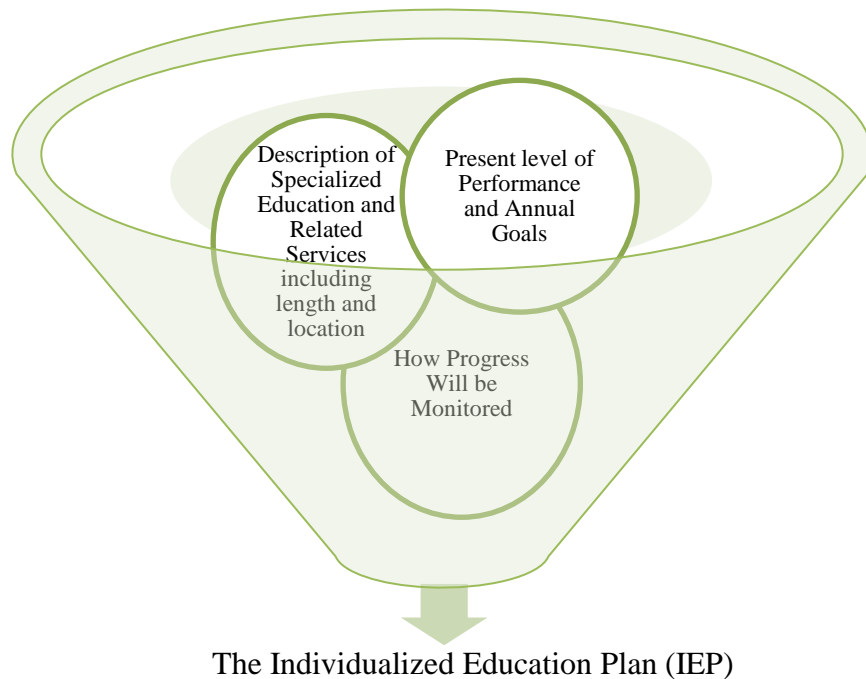 Description of
Specialized
Education and
Related
Services
including
length and
location
Present level of
Performance
and Annual
Goals
How Progress
Will be
Monitored
The Individualized Education Plan (IEP)